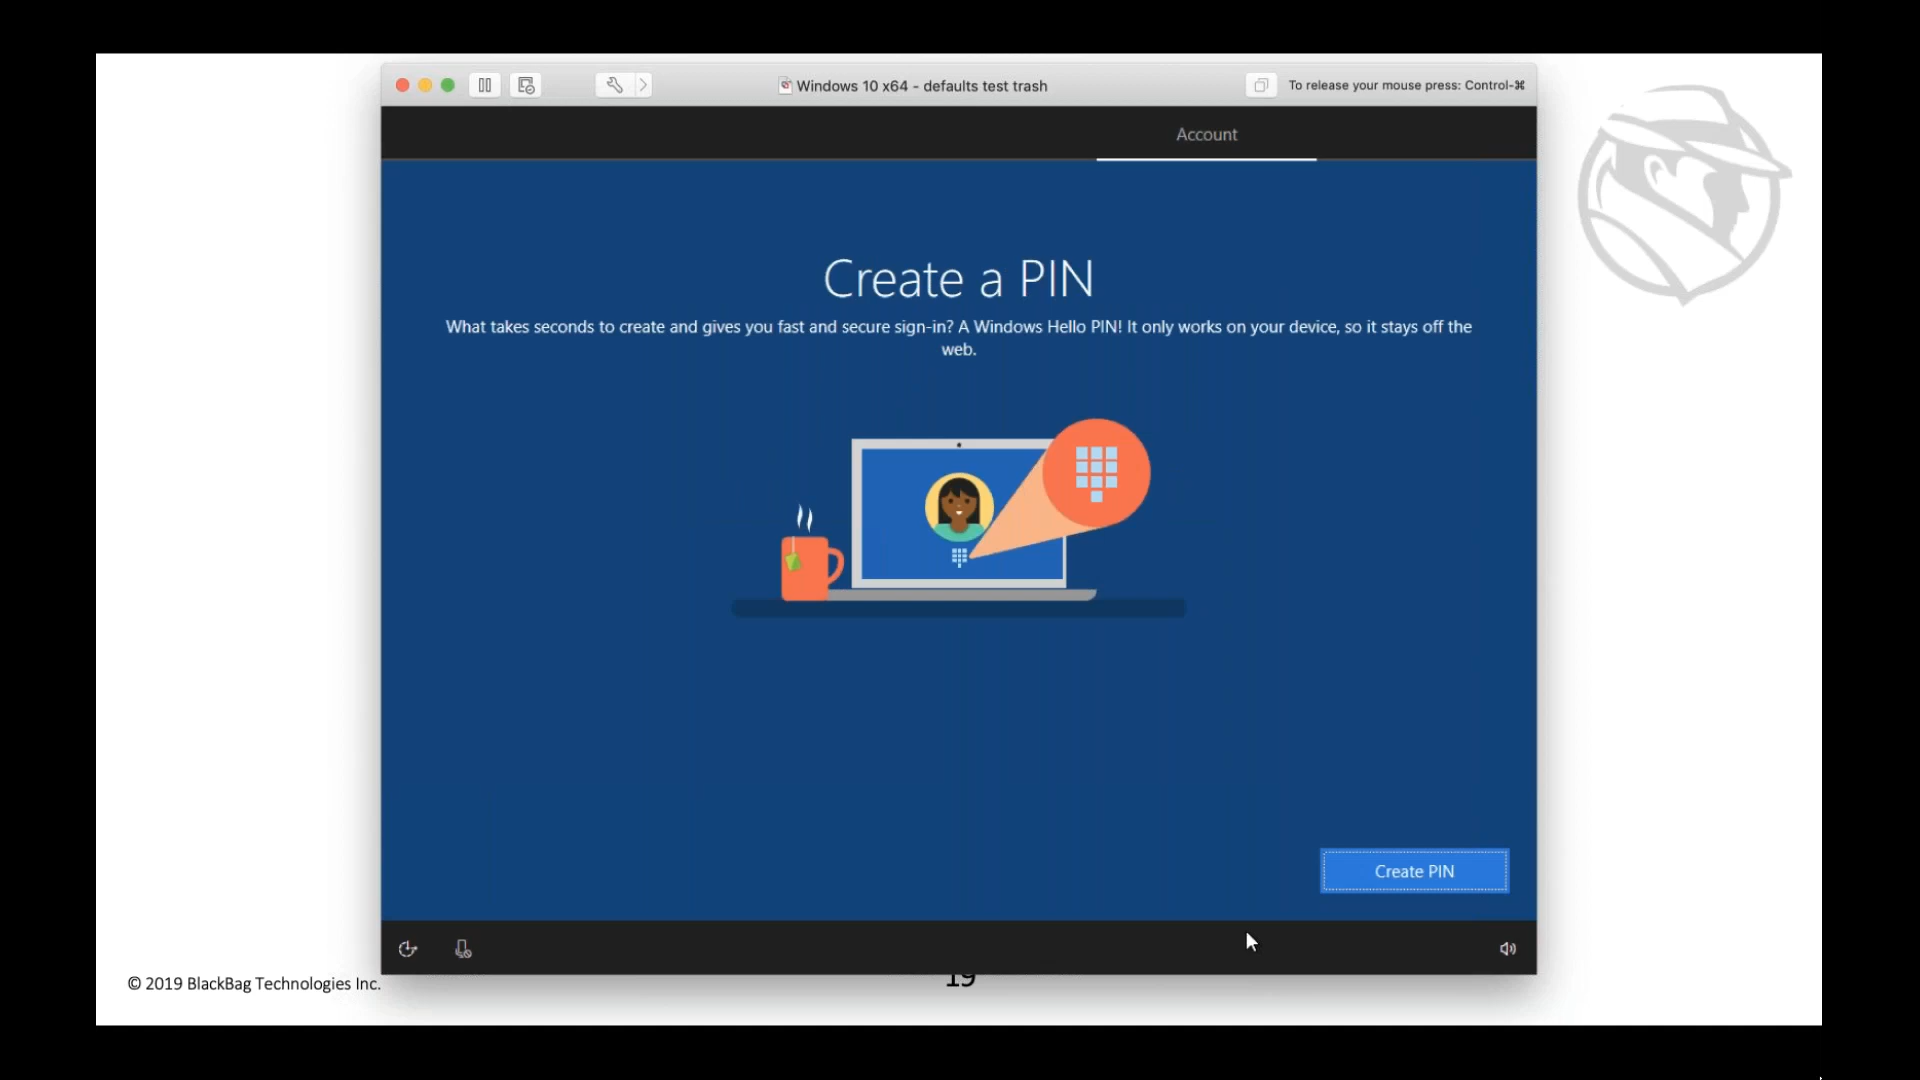 Windows 10 x64 - defaults test trash
To release your mouse press: Control-⌘
Account
Create a PIN
What takes seconds to create and gives you fast and secure sign-in? A Windows Hello PIN! It only works on your device, so it stays off the
web.
Create PIN
© 2019 BlackBag Technologies Inc.
19